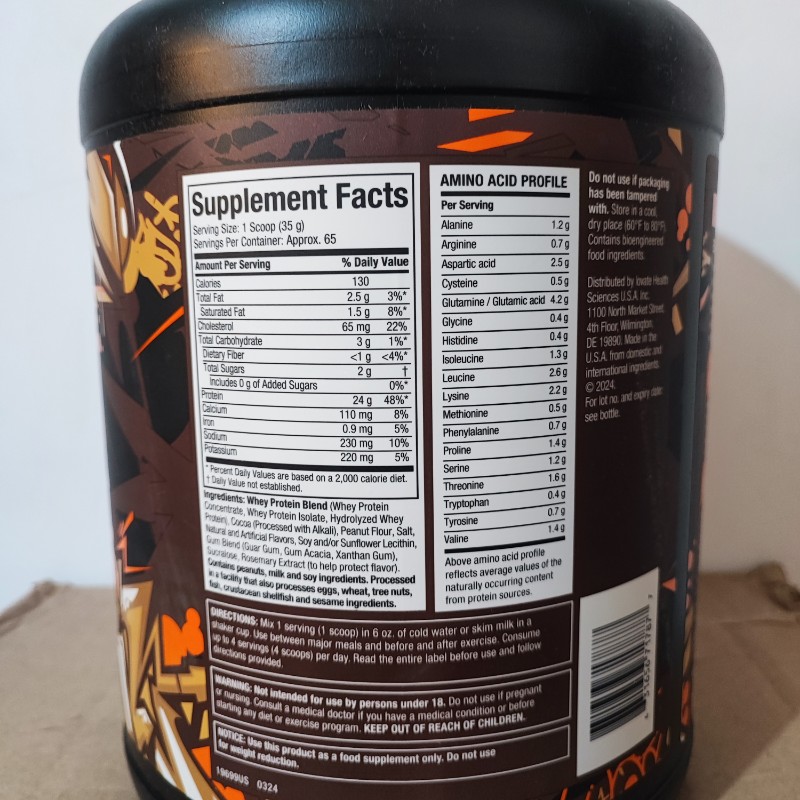 Supplement Facts
Serving Size: 1 Scoop (35 g)
Servings Per Container: Approx. 65
Amount Per Serving % Daily Value
Calories 130
Total Fat 2.5 g 3%*
Saturated Fat 1.5 g 8%*
Cholesterol 65 mg 22%
Total Carbohydrate 3 g 1%*
Dietary Fiber <1 g <4%*
Total Sugars 2 g †
Includes 0 g of Added Sugars 0%*
Protein 24 g 48%*
Calcium 110 mg 8%
Iron 0.9 mg 5%
Sodium 230 mg 10%
Potassium 220 mg 5%
* Percent Daily Values are based on a 2,000 calorie diet.
† Daily Value not established.
Ingredients: Whey Protein Blend (Whey Protein
Concentrate, Whey Protein Isolate, Hydrolyzed Whey
Protein), Cocoa (Processed with Alkali), Peanut Flour, Salt,
Natural and Artificial Flavors, Soy and/or Sunflower Lecithin,
Gum Blend (Guar Gum, Gum Acacia, Xanthan Gum),
Sucralose, Rosemary Extract (to help protect flavor).
Contains peanuts, milk and soy ingredients. Processed
in a facility that also processes eggs, wheat, tree nuts,
fish, crustacean shellfish and sesame ingredients.
AMINO ACID PROFILE
Per Serving
Alanine 1.2 g
Arginine 0.7 g
Aspartic acid 2.5 g
Cysteine 0.5 g
Glutamine / Glutamic acid 4.2 g
Glycine 0.4 g
Histidine 0.4 g
Isoleucine 1.3 g
Leucine 2.6 g
Lysine 2.2 g
Methionine 0.5 g
Phenylalanine 0.7 g
Proline 1.4 g
Serine 1.2 g
Threonine 1.6 g
Tryptophan 0.4 g
Tyrosine 0.7 g
Valine 1.4 g
Above amino acid profile
reflects average values of the
naturally occurring content
from protein sources.
Do not use if packaging
has been tampered
with. Store in a cool,
dry place (60°F to 80°F).
Contains bioengineered
food ingredients.
Distributed by Iovate Health
Sciences U.S.A. Inc.
1100 North Market Street
4th Floor, Wilmington,
DE 19890. Made in the
U.S.A. from domestic and
international ingredients.
© 2024.
For lot no. and expiry date:
see bottle.
DIRECTIONS: Mix 1 serving (1 scoop) in 6 oz. of cold water or skim milk in a
shaker cup. Use between major meals and before and after exercise. Consume
up to 4 servings (4 scoops) per day. Read the entire label before use and follow
directions provided.
WARNING: Not intended for use by persons under 18. Do not use if pregnant
or nursing. Consult a medical doctor if you have a medical condition or before
starting any diet or exercise program. KEEP OUT OF REACH OF CHILDREN.
NOTICE: Use this product as a food supplement only. Do not use
for weight reduction.
19699US 0324